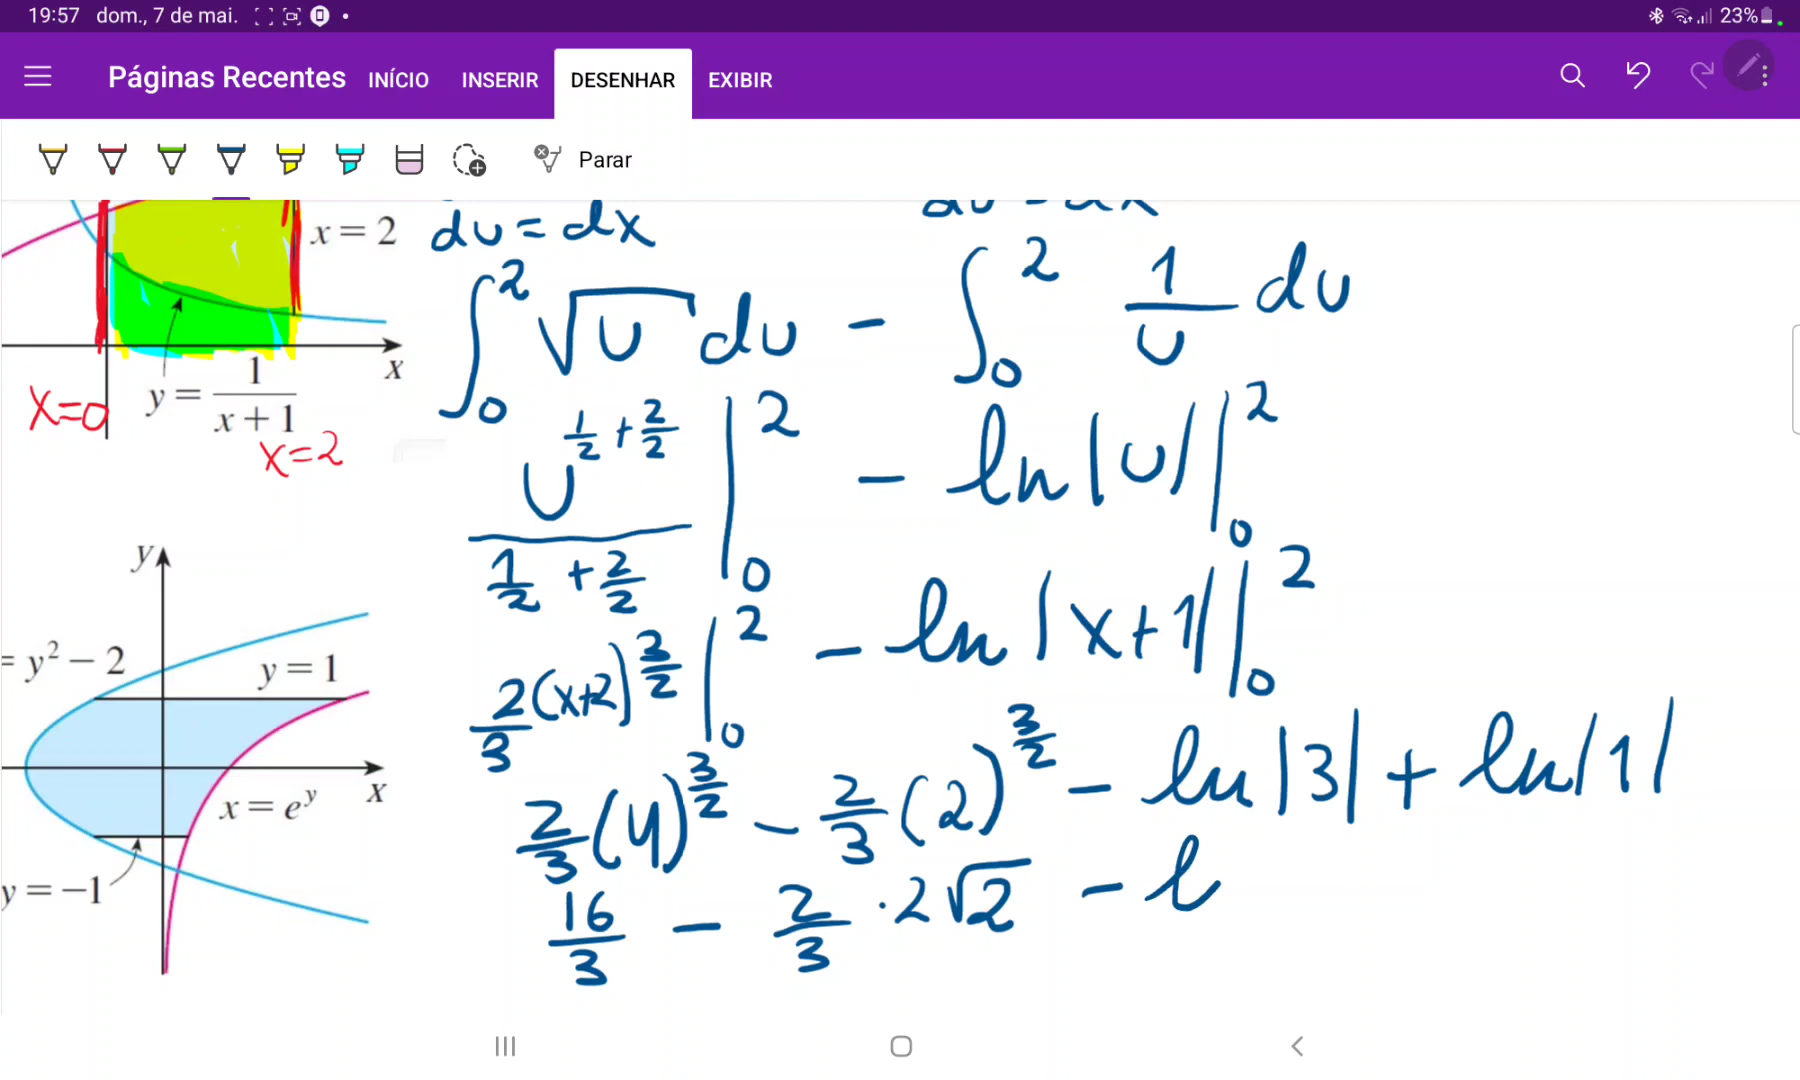 19:57 dom., 7 de mai. 23%
Páginas Recentes INÍCIO INSERIR DESENHAR EXIBIR
Parar
x = 2
du = dx
∫₀² √u du - ∫₀² 1/u du
x
y = 1/(x + 1)
x=0
x=2
u^(1/2 + 2/2) / (1/2 + 2/2) |₀² - ln|u| |₀²
2/3 (x+2)^(3/2) |₀² - ln|x+1| |₀²
2/3 (4)^(3/2) - 2/3 (2)^(3/2) - ln|3| + ln|1|
16/3 - 2/3 · 2√2 - l
y
= y² − 2
y = 1
x = eʸ
x
y = −1